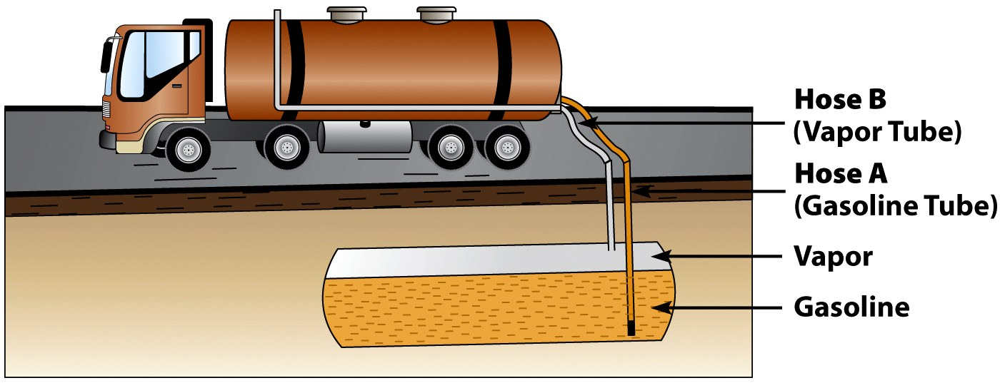 Hose B
(Vapor Tube)
Hose A
(Gasoline Tube)
Vapor
Gasoline